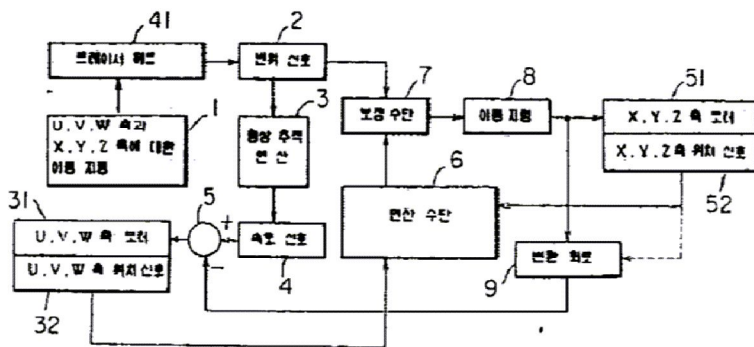 41
2
트레이서 헤드
변위 신호
7
8
51
3
보정 수단
이동 지령
X, Y, Z 축 모터
1
U, V, W 축과
X, Y, Z 축에 대한
이동 지령
형상 추적
연산
X, Y, Z축 위치 신호
6
52
31
5
연산 수단
+
U, V, W 축 모터
속도 신호
U, V, W 축 위치 신호
−
4
9
변환 회로
32